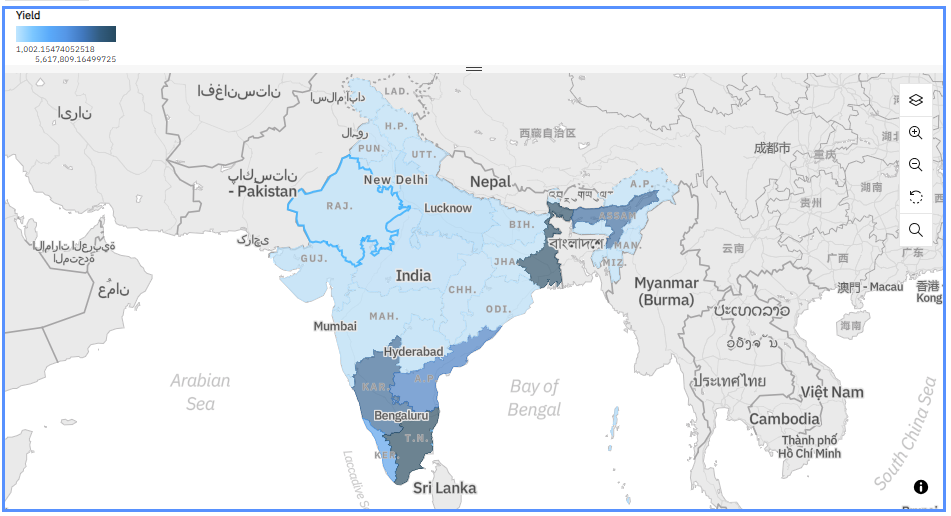 Yield
1,002.15474052518
5,617,809.16499725
LAD.
افغانستان
اسلام آباد
ایران
H.P.
لاہور
西藏自治区
成都市
重庆
PUN.
UTT.
پاکستان
- Pakistan
New Delhi
Nepal
A.P.
湖南
贵州
RAJ.
Lucknow
ASSAM
BIH.
বাংলাদেশ
MAN.
کراچی
الإمارات العربية
المتحدة
云南
广西
广东
GUJ.
JHA.
MIZ.
India
Myanmar
(Burma)
CHH.
عُمان
澳門 - Macau
香港
Kong
ODI.
MAH.
Mumbai
ປະເທດລາວ
海南
Hyderabad
Arabian
Sea
KAR.
A.P.
Bay of
Bengal
ประเทศไทย
Việt Nam
Bengaluru
Cambodia
T.N.
Thành phố
Hồ Chí Minh
KER.
South China Sea
Sri Lanka